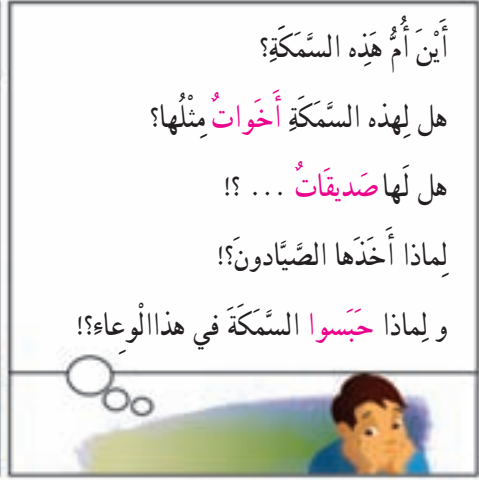 أَيْنَ أُمُّ هَذِه السَّمَكَةِ؟
هل لِهذه السَّمَكَةِ أَخَواتٌ مِثْلُها؟
هل لَها صَديقَاتٌ ... ؟!
لِماذا أَخَذَها الصَّيَّادونَ؟!
و لِماذا حَبَسوا السَّمَكَةَ في هذاالْوِعاءِ؟!